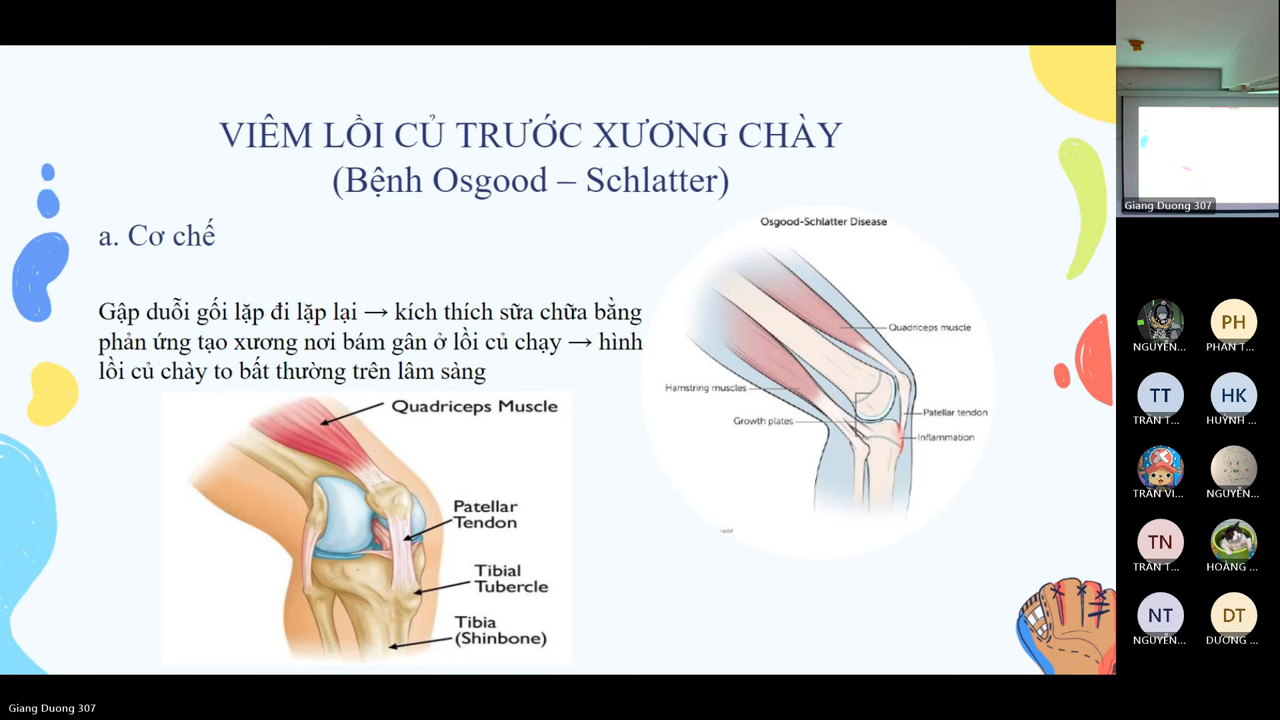 VIÊM LỒI CỦ TRƯỚC XƯƠNG CHÀY
(Bệnh Osgood – Schlatter)
a. Cơ chế
Gập duỗi gối lặp đi lặp lại → kích thích sữa chữa bằng
phản ứng tạo xương nơi bám gân ở lồi củ chạy → hình
lồi củ chày to bất thường trên lâm sàng
Quadriceps Muscle
Patellar
Tendon
Tibial
Tubercle
Tibia
(Shinbone)
Osgood-Schlatter Disease
Quadriceps muscle
Hamstring muscles
Growth plates
Patellar tendon
Inflammation
Giang Duong 307
NGUYỄN...
PH
PHAN T...
TT
TRẦN T...
HK
HUỲNH ...
TRẦN VI...
NGUYỄN...
TN
TRẦN T...
HOÀNG ...
NT
NGUYỄN...
DT
DƯƠNG ...
Giang Duong 307